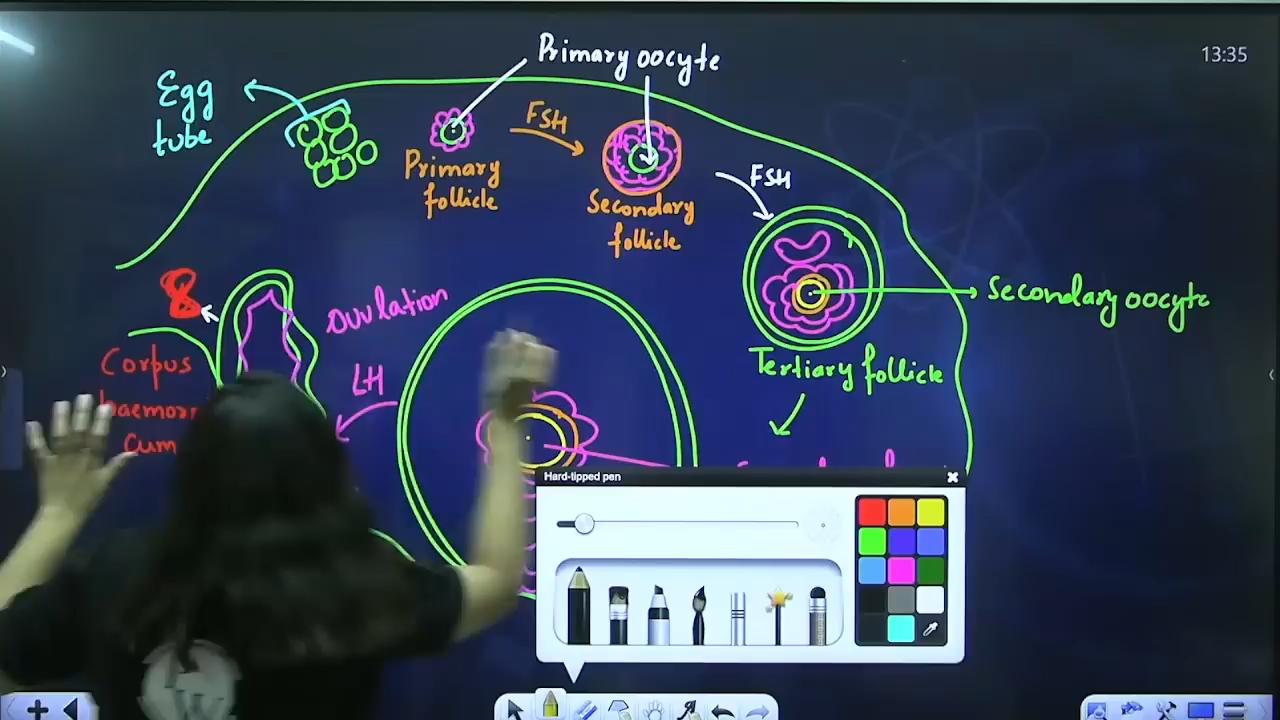 Primary oocyte
13:35
Egg
tube
FSH
Primary
follicle
FSH
Secondary
follicle
Secondary oocyte
ovulation
Tertiary follicle
Corpus
LH
cum
Hard-tipped pen